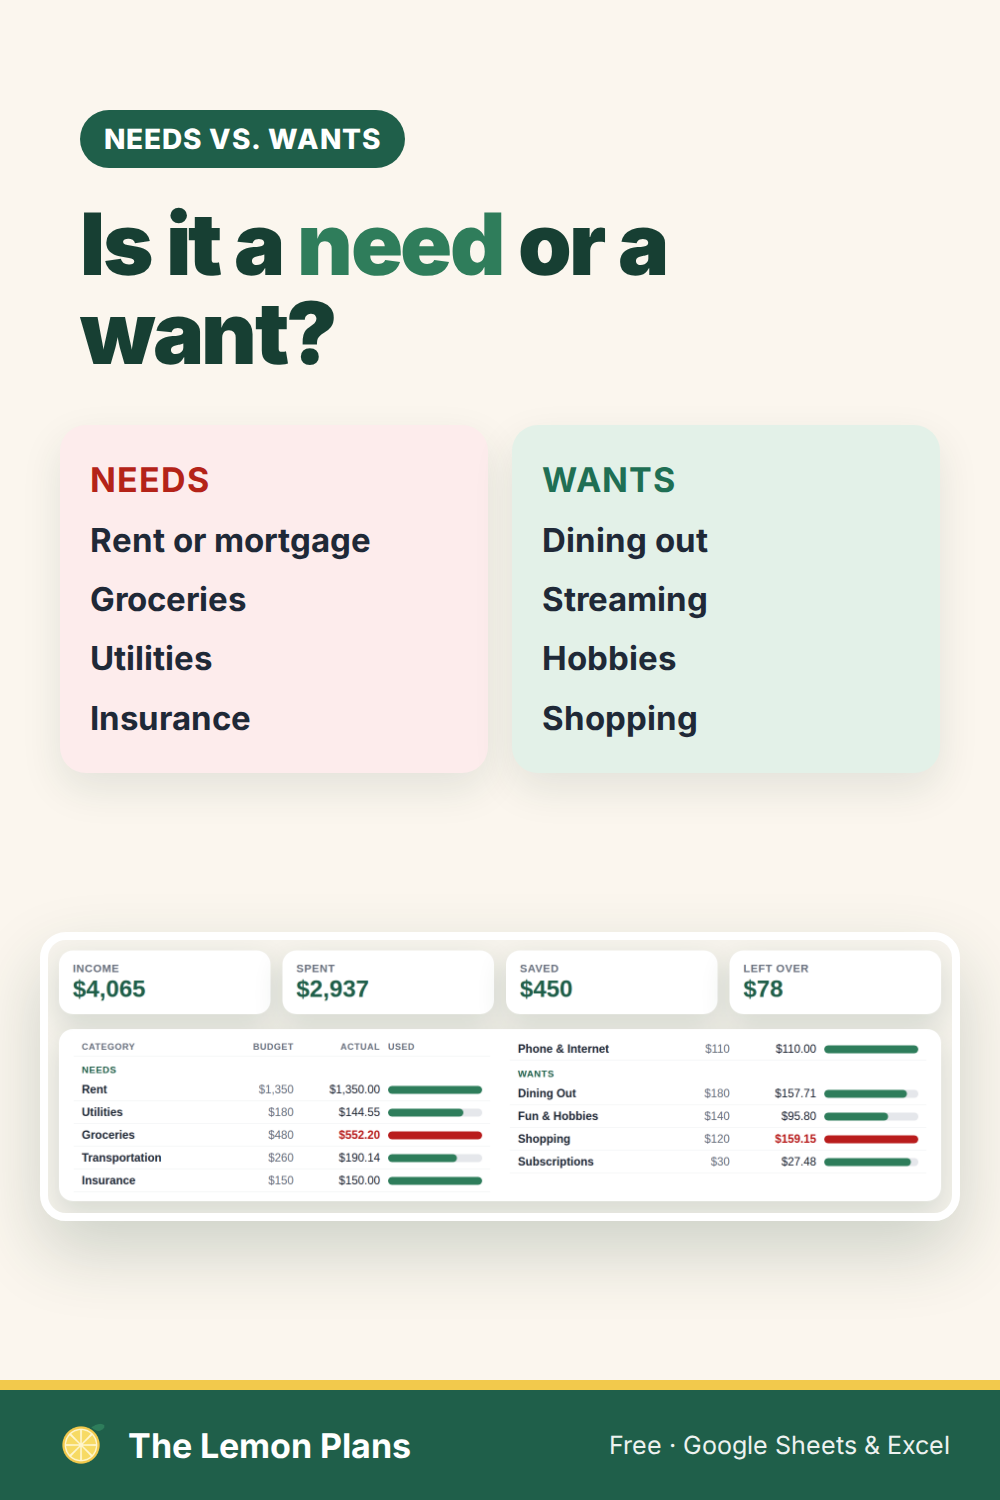 NEEDS VS. WANTS
Is it a need or a
want?
NEEDS
Rent or mortgage
Groceries
Utilities
Insurance
WANTS
Dining out
Streaming
Hobbies
Shopping
INCOME
$4,065
SPENT
$2,937
SAVED
$450
LEFT OVER
$78
CATEGORY BUDGET ACTUAL USED
NEEDS
Rent $1,350 $1,350.00
Utilities $180 $144.55
Groceries $480 $552.20
Transportation $260 $190.14
Insurance $150 $150.00
Phone & Internet $110 $110.00
WANTS
Dining Out $180 $157.71
Fun & Hobbies $140 $95.80
Shopping $120 $159.15
Subscriptions $30 $27.48
The Lemon Plans
Free · Google Sheets & Excel